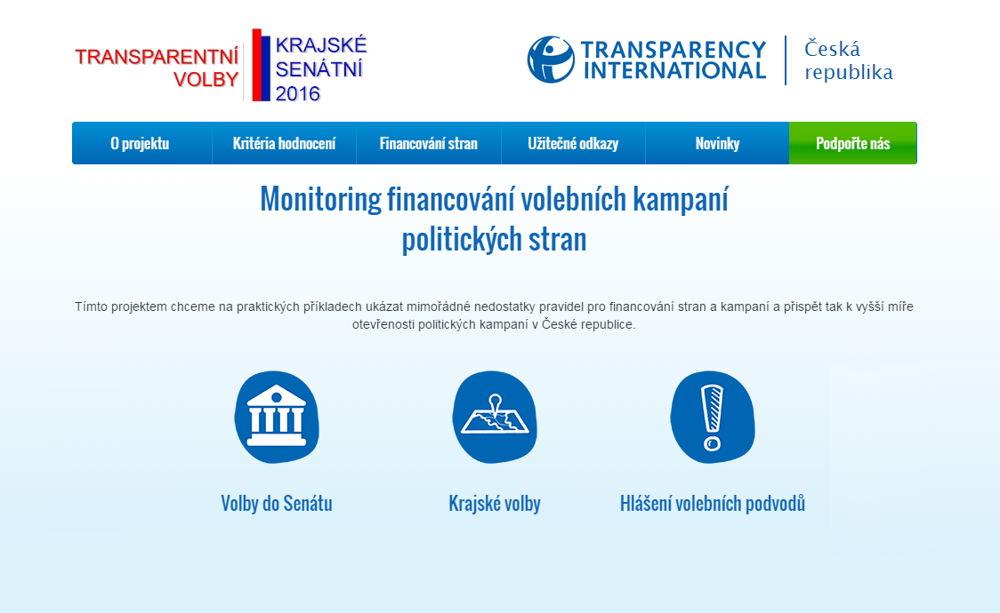 TRANSPARENTNÍ
VOLBY
KRAJSKÉ
SENÁTNÍ
2016
TRANSPARENCY
INTERNATIONAL
Česká
republika
O projektu
Kritéria hodnocení
Financování stran
Užitečné odkazy
Novinky
Podpořte nás
Monitoring financování volebních kampaní
politických stran
Tímto projektem chceme na praktických příkladech ukázat mimořádné nedostatky pravidel pro financování stran a kampaní a přispět tak k vyšší míře
otevřenosti politických kampaní v České republice.
Volby do Senátu
Krajské volby
Hlášení volebních podvodů